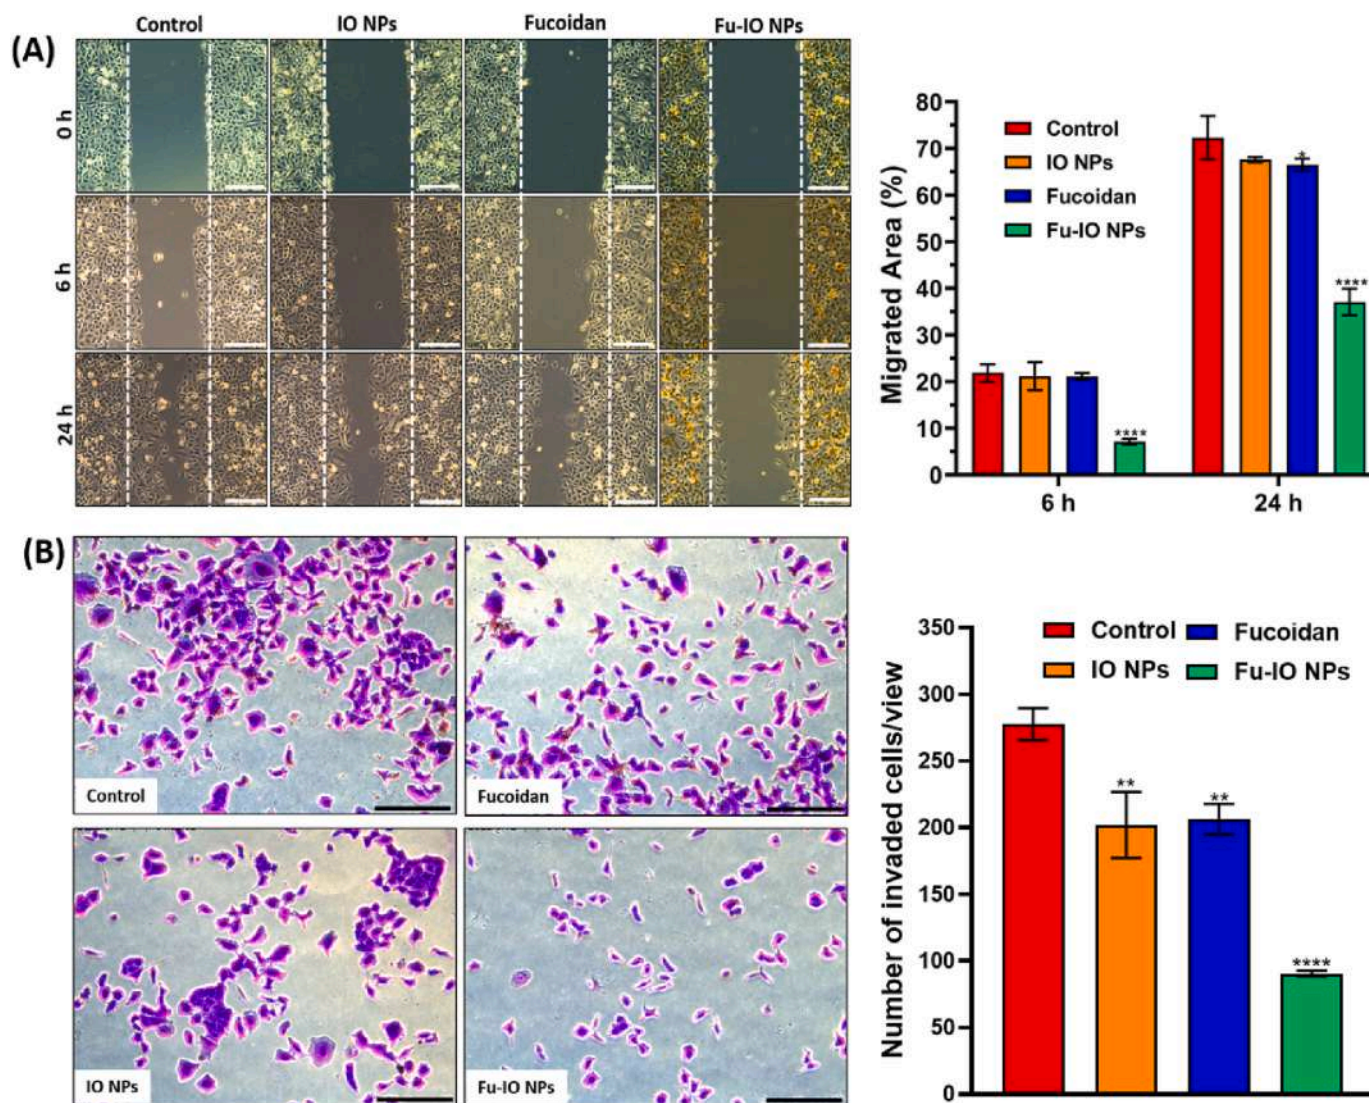 (A)
Control
IO NPs
Fucoidan
Fu-IO NPs
0 h
6 h
24 h
Migrated Area (%)
80
70
60
50
40
30
20
10
0
Control
IO NPs
Fucoidan
Fu-IO NPs
****
*
****
6 h
24 h
(B)
Control
Fucoidan
IO NPs
Fu-IO NPs
Number of invaded cells/view
350
300
250
200
150
100
50
0
Control
Fucoidan
IO NPs
Fu-IO NPs
**
**
****